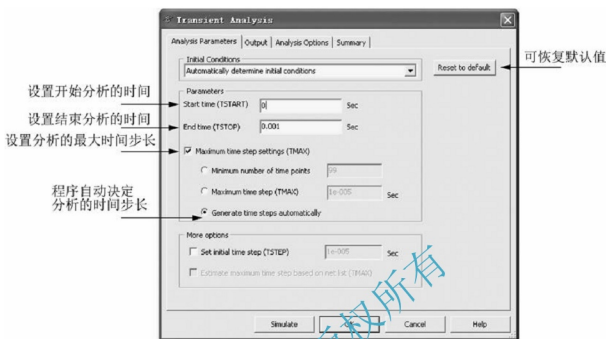 Transient Analysis
Analysis Parameters Output Analysis Options Summary
Initial Conditions
Automatically determine initial conditions
Reset to default
可恢复默认值
Parameters
设置开始分析的时间
Start time (TSTART) 0 Sec
设置结束分析的时间
End time (TSTOP) 0.001 Sec
设置分析的最大时间步长
Maximum time step settings (TMAX)
Minimum number of time points 99
Maximum time step (TMAX) 1e-005 Sec
程序自动决定
分析的时间步长
Generate time steps automatically
More options
Set initial time step (TSTEP) 1e-005 Sec
Estimate maximum time step based on net list (TMAX)
Simulate OK Cancel Help
权所有